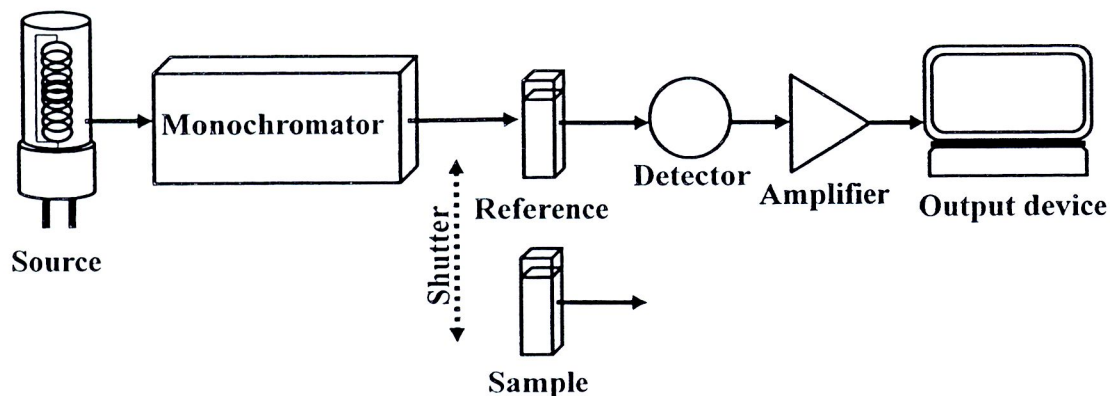 Monochromator
Source
Shutter
Reference
Sample
Detector
Amplifier
Output device